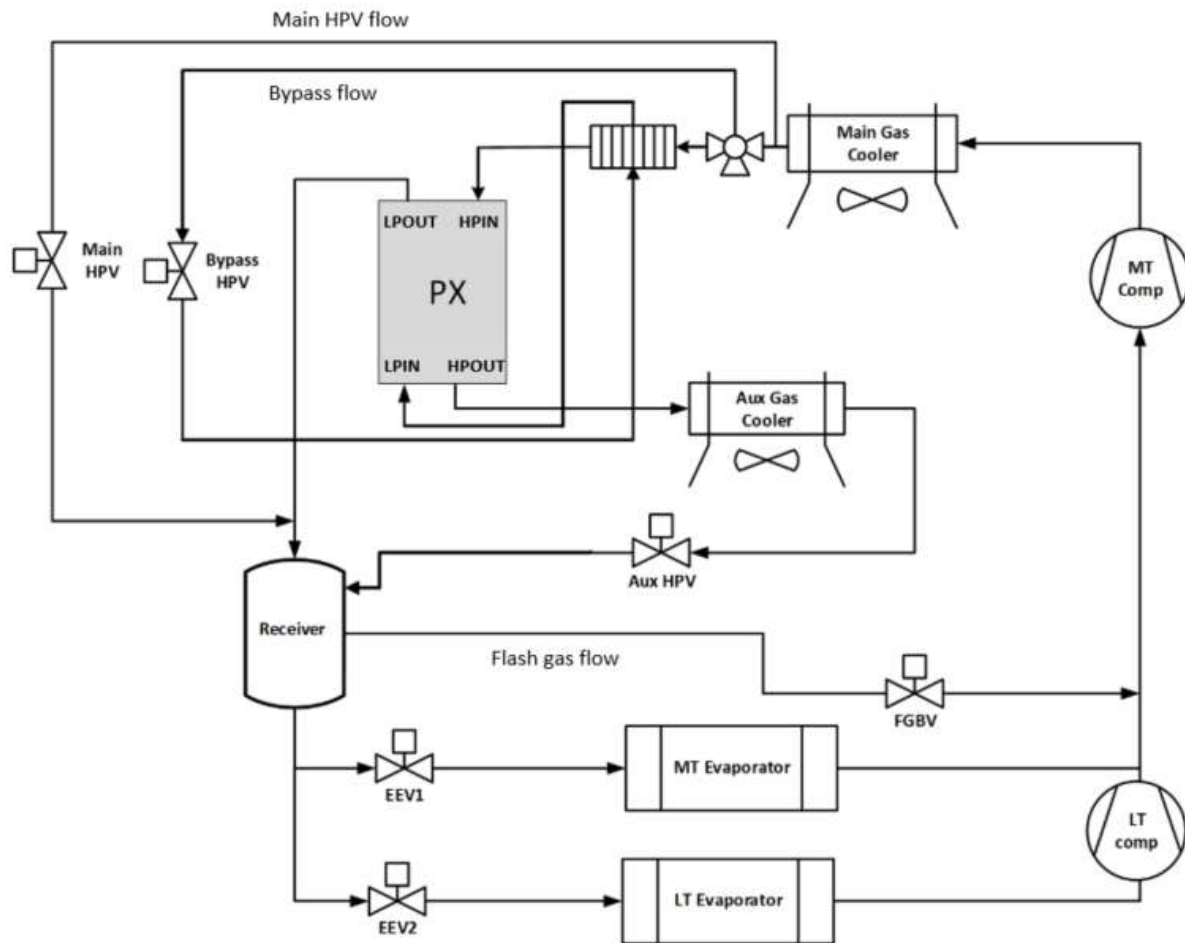 Main HPV flow
Bypass flow
Main Gas
Cooler
LPOUT HPIN
Main
HPV
Bypass
HPV
PX
MT
Comp
LPIN HPOUT
Aux Gas
Cooler
Aux HPV
Receiver
Flash gas flow
FGBV
MT Evaporator
EEV1
LT
comp
LT Evaporator
EEV2